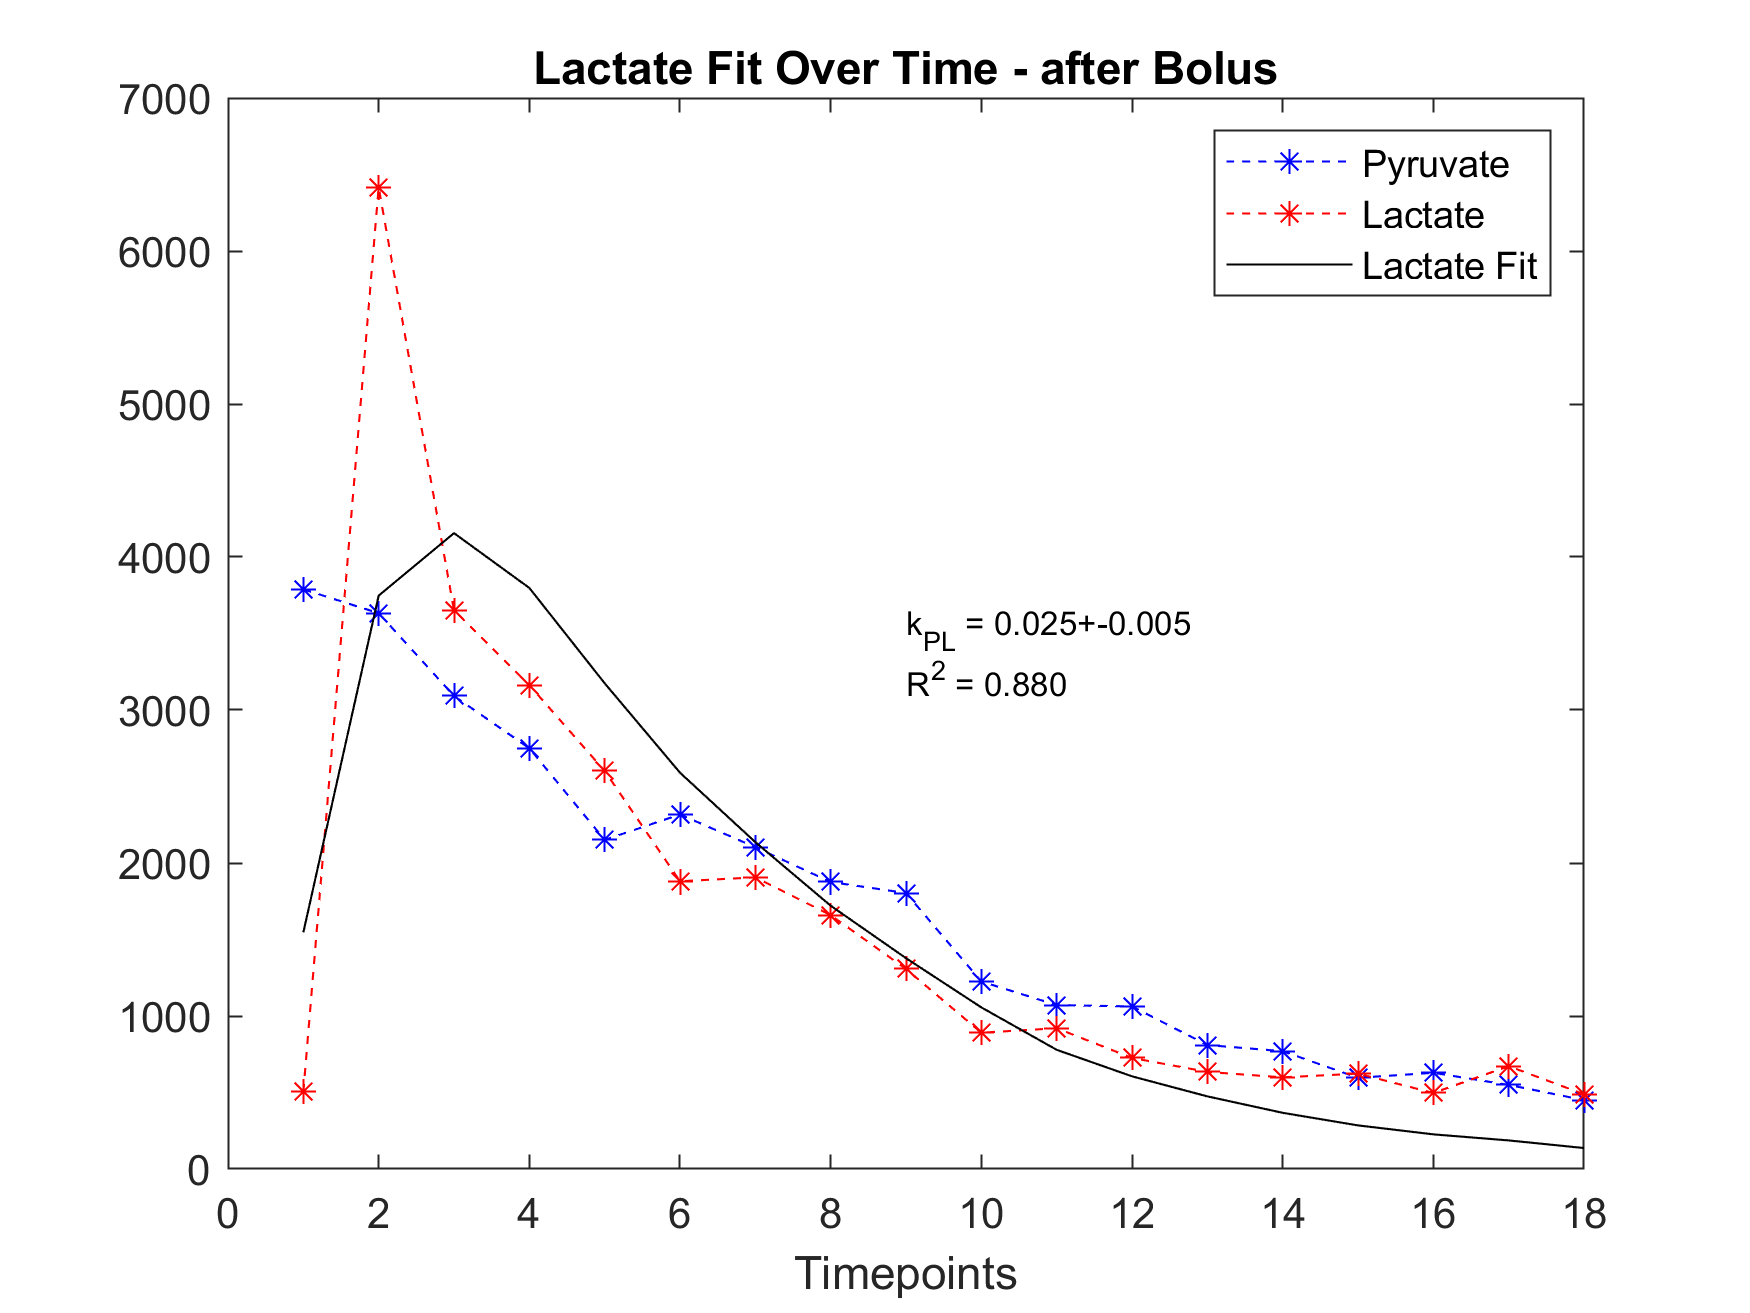 Lactate Fit Over Time - after Bolus
7000
6000
5000
4000
3000
2000
1000
0
Pyruvate
Lactate
Lactate Fit
kPL = 0.025+-0.005
R2 = 0.880
0 2 4 6 8 10 12 14 16 18
Timepoints